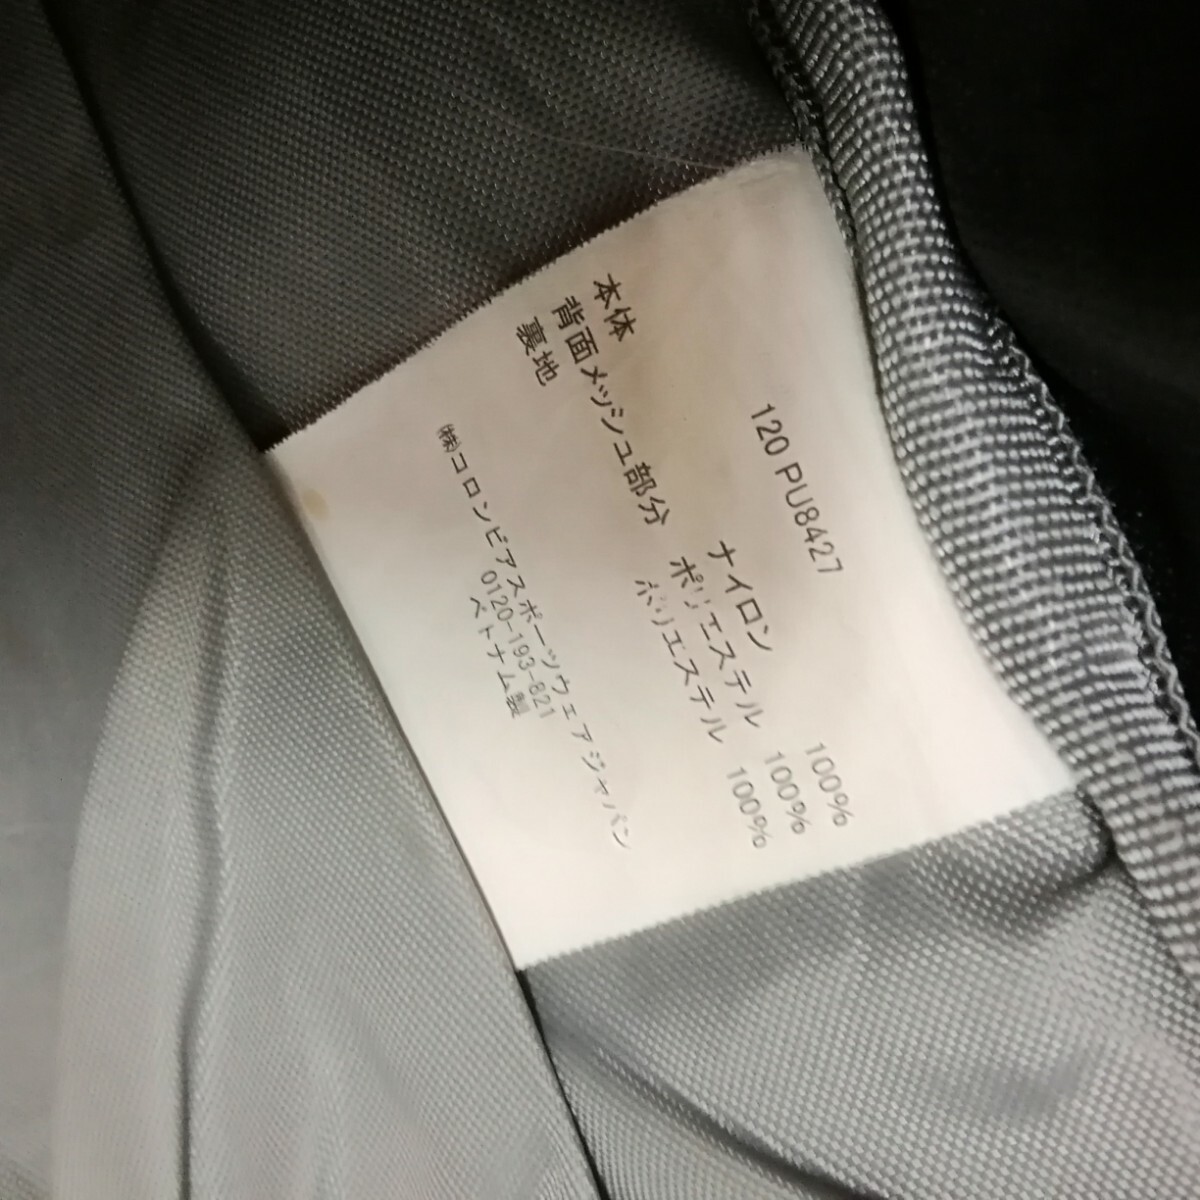 120 PU8427
本体 ナイロン 100%
背面メッシュ部分 ポリエステル 100%
裏地 ポリエステル 100%
㈱コロンビアスポーツウェアジャパン
0120-193-821
ベトナム製